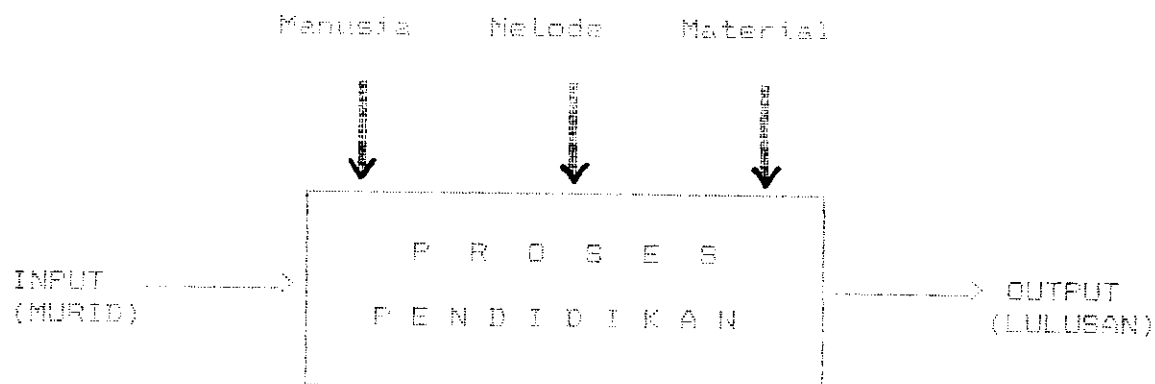 Manusia Metode Material
P R O S E S
INPUT
(MURID)
P E N D I D I K A N
OUTPUT
(LULUSAN)